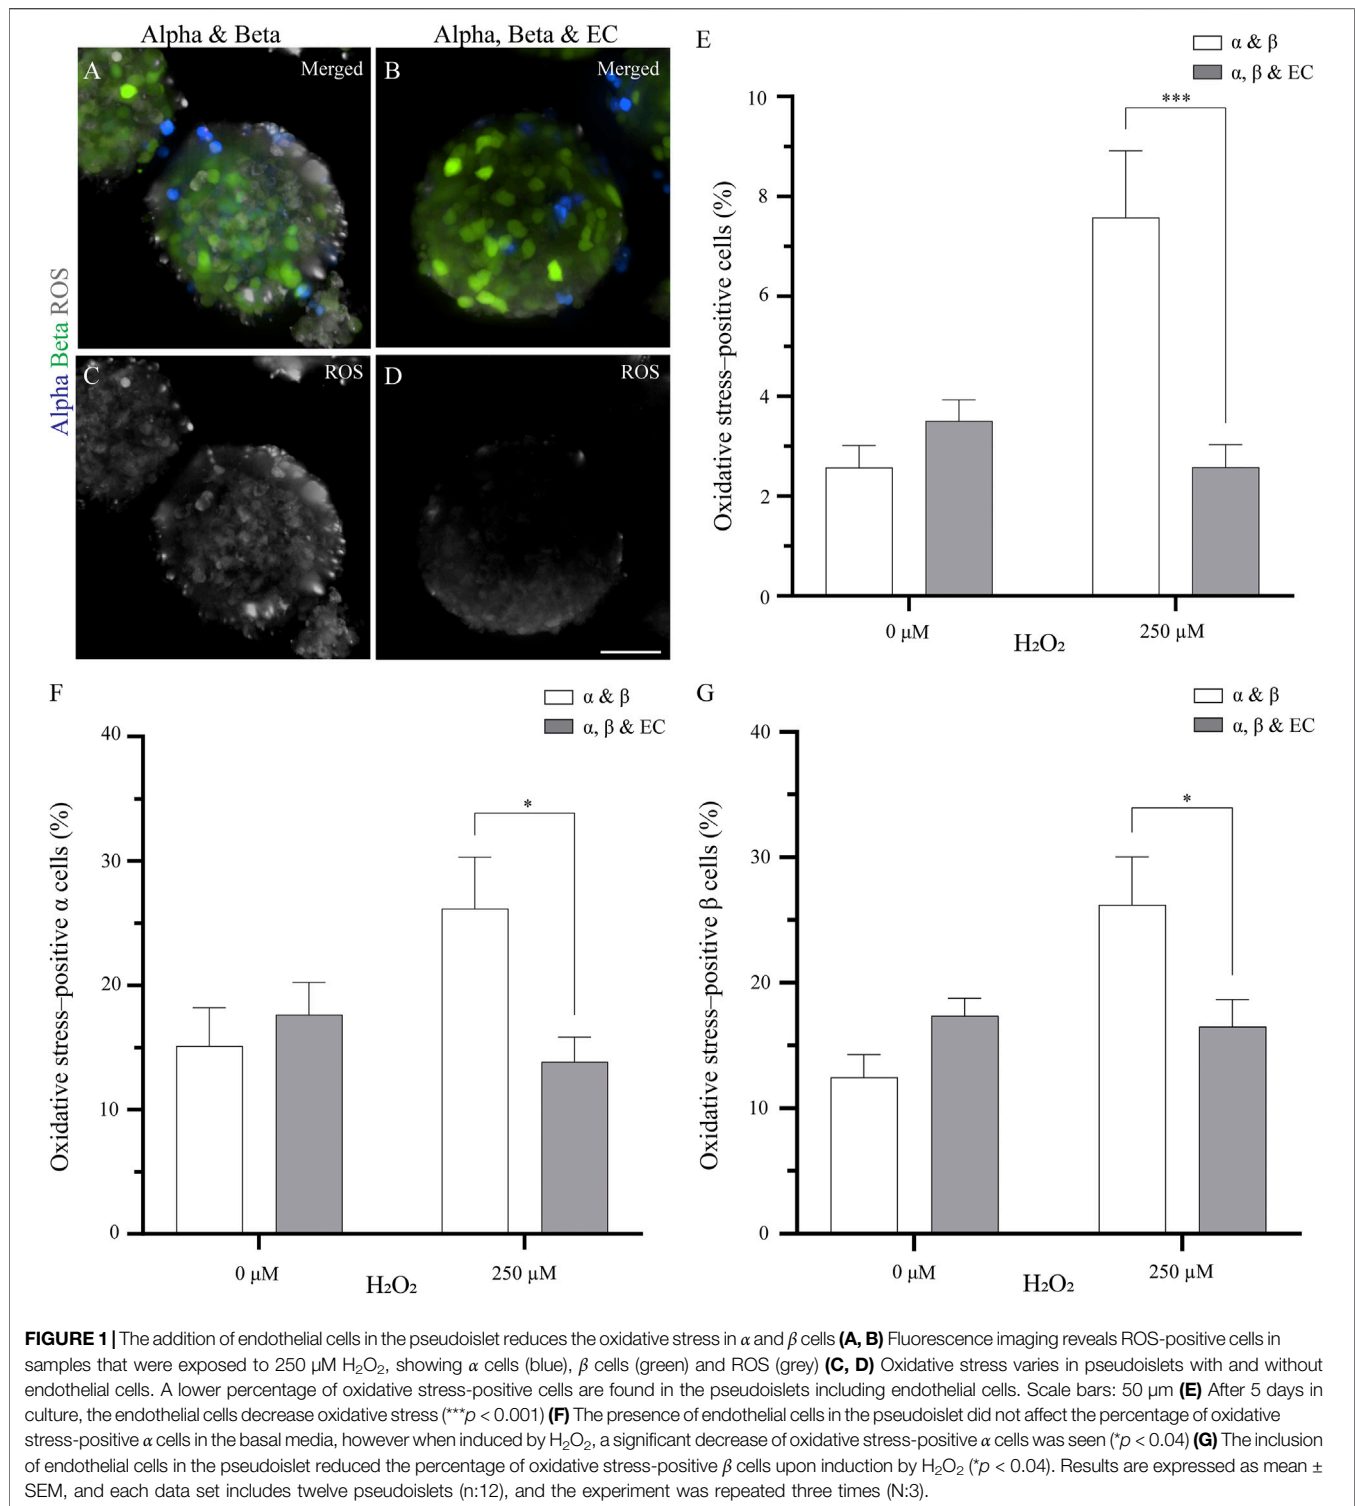 Alpha & Beta
Alpha, Beta & EC
A
Merged
B
Merged
C
ROS
D
ROS
Alpha Beta ROS
E
α & β
α, β & EC
Oxidative stress–positive cells (%)
10
8
6
4
2
0
***
0 μM
250 μM
H₂O₂
F
α & β
α, β & EC
Oxidative stress–positive α cells (%)
40
30
20
10
0
*
0 μM
250 μM
H₂O₂
G
α & β
α, β & EC
Oxidative stress–positive β cells (%)
40
30
20
10
0
*
0 μM
250 μM
H₂O₂
FIGURE 1 | The addition of endothelial cells in the pseudoislet reduces the oxidative stress in α and β cells (A, B) Fluorescence imaging reveals ROS-positive cells in
samples that were exposed to 250 μM H₂O₂, showing α cells (blue), β cells (green) and ROS (grey) (C, D) Oxidative stress varies in pseudoislets with and without
endothelial cells. A lower percentage of oxidative stress-positive cells are found in the pseudoislets including endothelial cells. Scale bars: 50 μm (E) After 5 days in
culture, the endothelial cells decrease oxidative stress (***p < 0.001) (F) The presence of endothelial cells in the pseudoislet did not affect the percentage of oxidative
stress-positive α cells in the basal media, however when induced by H₂O₂, a significant decrease of oxidative stress-positive α cells was seen (*p < 0.04) (G) The inclusion
of endothelial cells in the pseudoislet reduced the percentage of oxidative stress-positive β cells upon induction by H₂O₂ (*p < 0.04). Results are expressed as mean ±
SEM, and each data set includes twelve pseudoislets (n:12), and the experiment was repeated three times (N:3).